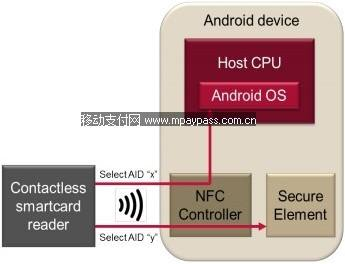 Android device
Host CPU
Android OS
移动支付网 www.mpaypass.com.cn
Select AID "x"
Contactless
smartcard
reader
NFC
Controller
Secure
Element
Select AID "y"